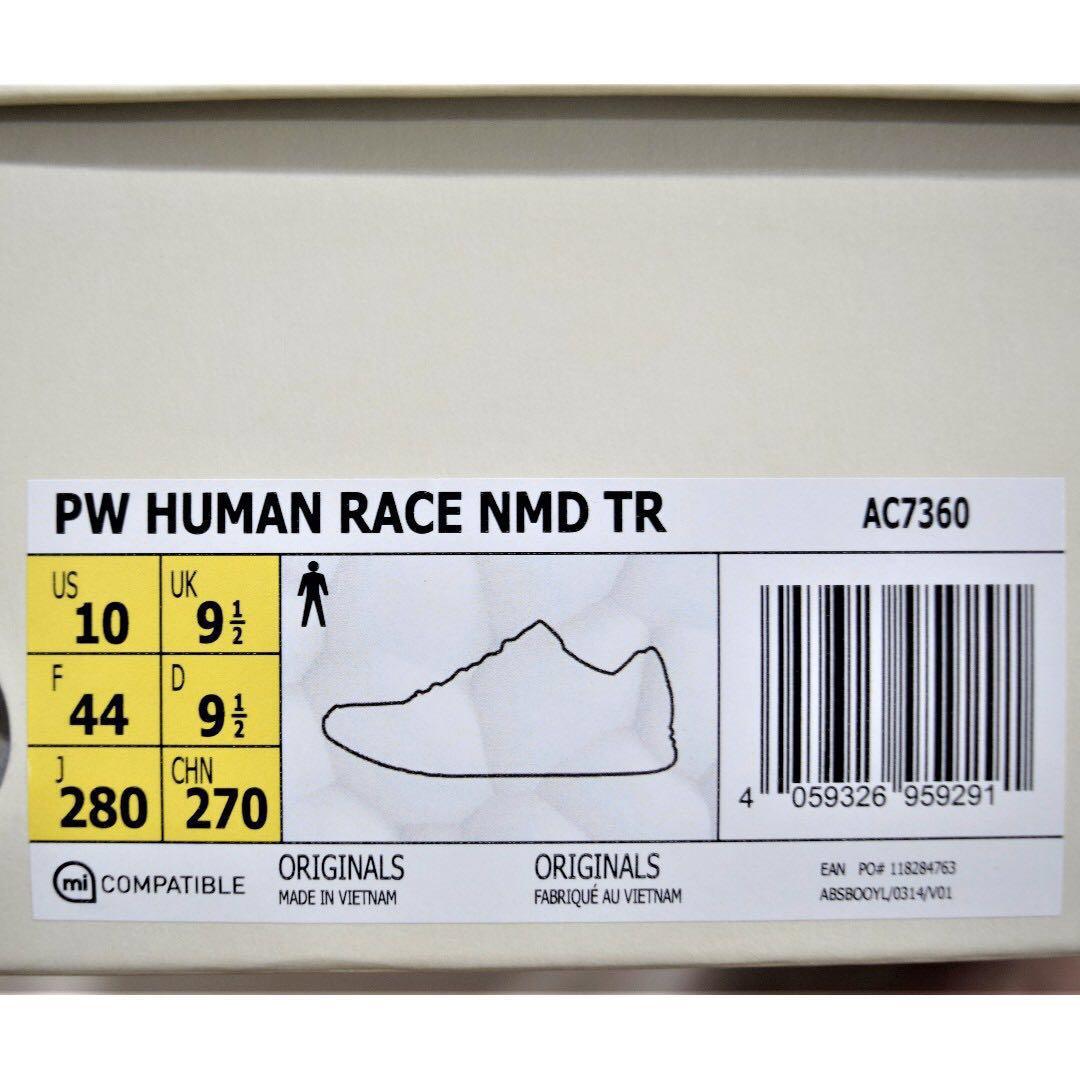 PW HUMAN RACE NMD TR AC7360
US 10 UK 9 1/2
F 44 D 9 1/2
J 280 CHN 270
4 059326 959291
mi COMPATIBLE
ORIGINALS
MADE IN VIETNAM
ORIGINALS
FABRIQUÉ AU VIETNAM
EAN PO# 118284763
ABSBOOYL/0314/V01